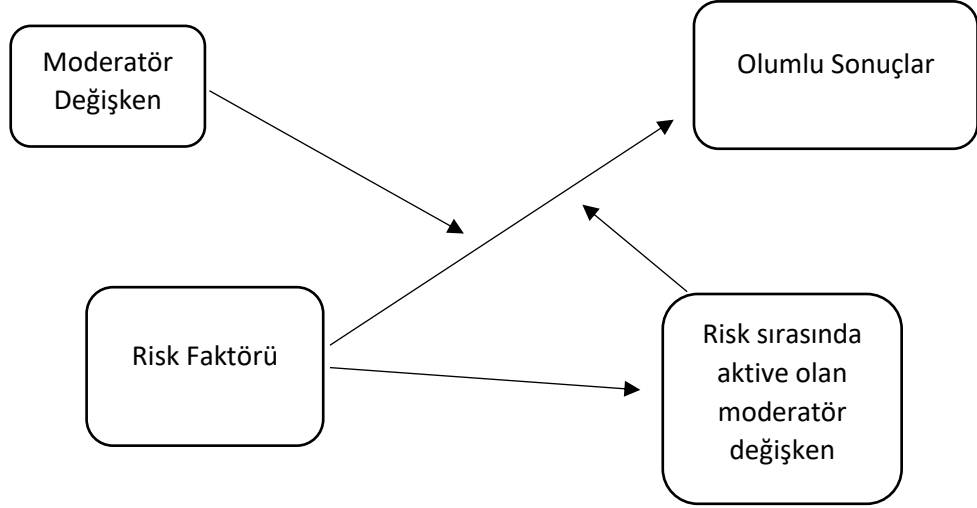 Moderatör
Değişken
Olumlu Sonuçlar
Risk Faktörü
Risk sırasında
aktive olan
moderatör
değişken